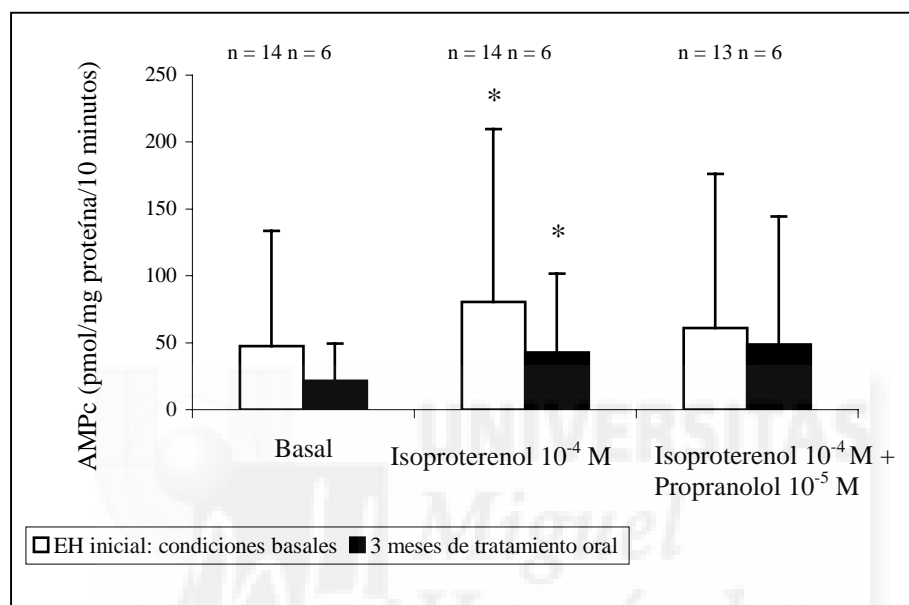 n = 14 n = 6 n = 14 n = 6 n = 13 n = 6
250
200
150
100
50
0
AMPc (pmol/mg proteína/10 minutos)
* 
*
Basal
Isoproterenol 10⁻⁴ M
Isoproterenol 10⁻⁴ M +
Propranolol 10⁻⁵ M
EH inicial: condiciones basales 3 meses de tratamiento oral
UNIVERSITAS
Miguel